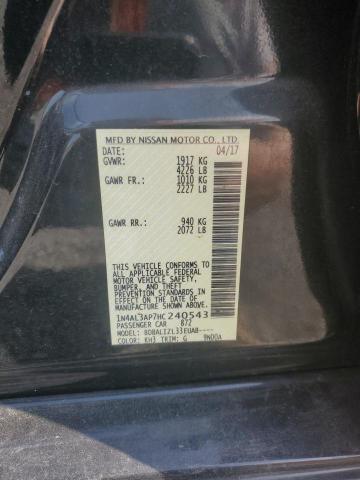 MFD BY NISSAN MOTOR CO., LTD.
DATE: 04/17
GVWR: 1917 KG
4226 LB
GAWR FR: 1010 KG
2227 LB
GAWR RR.: 940 KG
2072 LB
THIS VEHICLE CONFORMS TO
ALL APPLICABLE FEDERAL
MOTOR VEHICLE SAFETY,
BUMPER, AND THEFT
PREVENTION STANDARDS IN
EFFECT ON THE DATE OF
MANUFACTURE SHOWN ABOVE.
1N4AL3AP7HC240543
PASSENGER CAR 872
MODEL: BDBALIZL33EUAB----
COLOR: KH3 TRIM: G 9NDOA